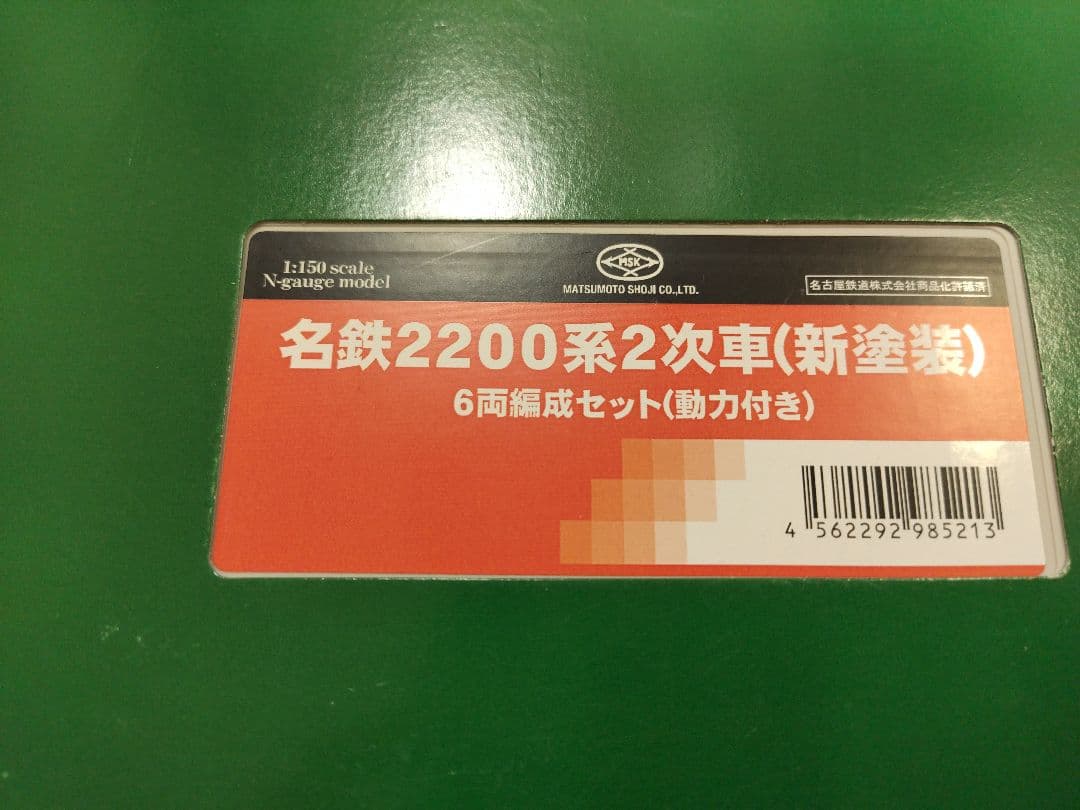 1:150 scale
N-gauge model
MSK
MATSUMOTO SHOJI CO.,LTD.
名古屋鉄道株式会社商品化許諾済
名鉄2200系2次車(新塗装)
6両編成セット(動力付き)
4 562292 985213